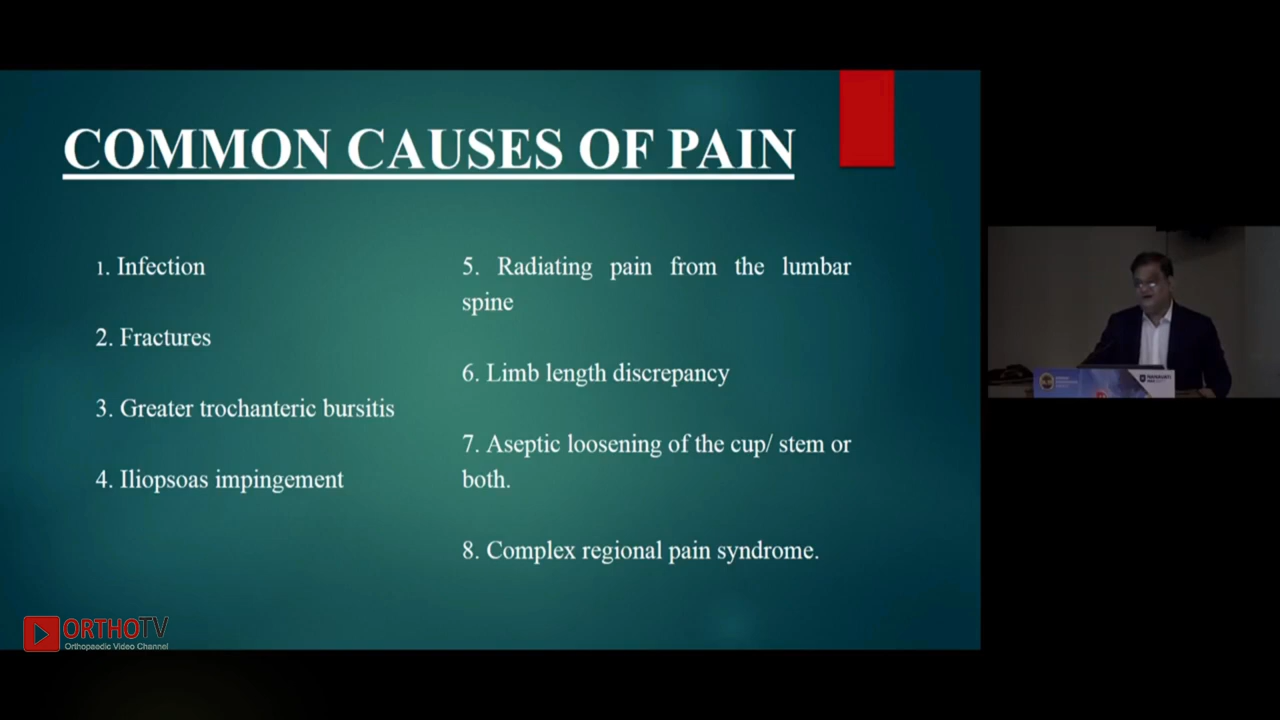 COMMON CAUSES OF PAIN
1. Infection
2. Fractures
3. Greater trochanteric bursitis
4. Iliopsoas impingement
5. Radiating pain from the lumbar
spine
6. Limb length discrepancy
7. Aseptic loosening of the cup/ stem or
both.
8. Complex regional pain syndrome.
ORTHOTV
Orthopaedic Video Channel